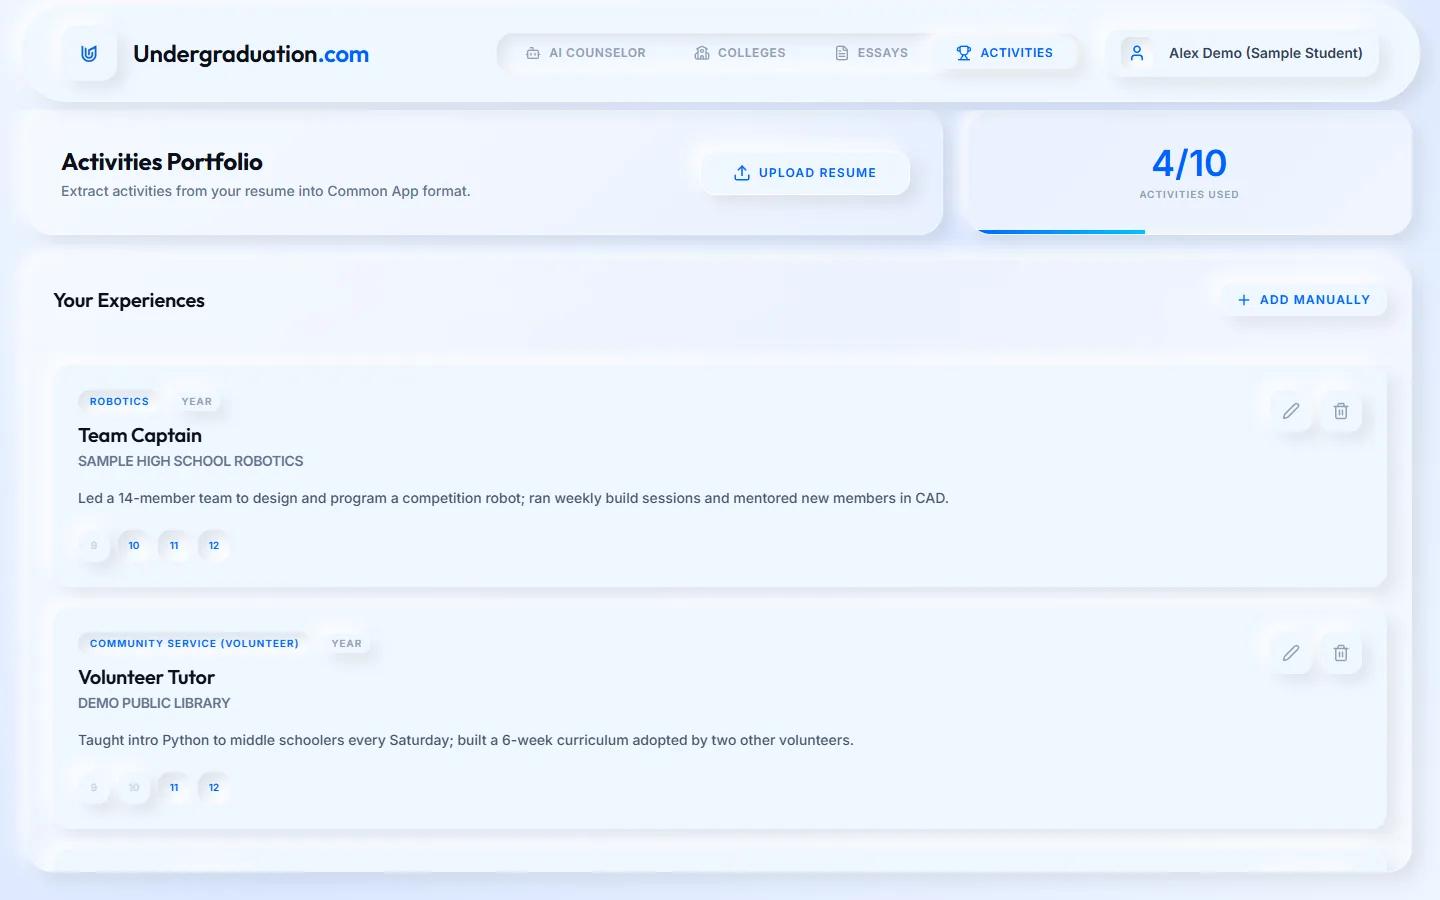 Undergraduation.com
AI COUNSELOR
COLLEGES
ESSAYS
ACTIVITIES
Alex Demo (Sample Student)
Activities Portfolio
Extract activities from your resume into Common App format.
UPLOAD RESUME
4/10
ACTIVITIES USED
Your Experiences
ADD MANUALLY
ROBOTICS YEAR
Team Captain
SAMPLE HIGH SCHOOL ROBOTICS
Led a 14-member team to design and program a competition robot; ran weekly build sessions and mentored new members in CAD.
9 10 11 12
COMMUNITY SERVICE (VOLUNTEER) YEAR
Volunteer Tutor
DEMO PUBLIC LIBRARY
Taught intro Python to middle schoolers every Saturday; built a 6-week curriculum adopted by two other volunteers.
9 10 11 12